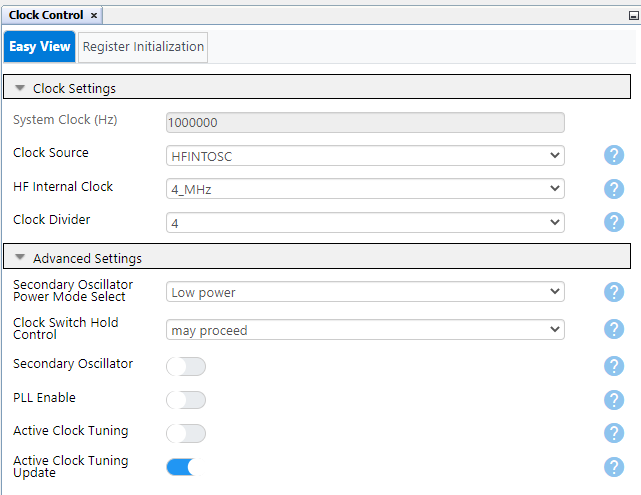 Clock Control ×
Easy View
Register Initialization
Clock Settings
System Clock (Hz)
1000000
Clock Source
HFINTOSC
?
HF Internal Clock
4_MHz
?
Clock Divider
4
?
Advanced Settings
Secondary Oscillator
Power Mode Select
Low power
?
Clock Switch Hold
Control
may proceed
?
Secondary Oscillator
?
PLL Enable
?
Active Clock Tuning
?
Active Clock Tuning
Update
?